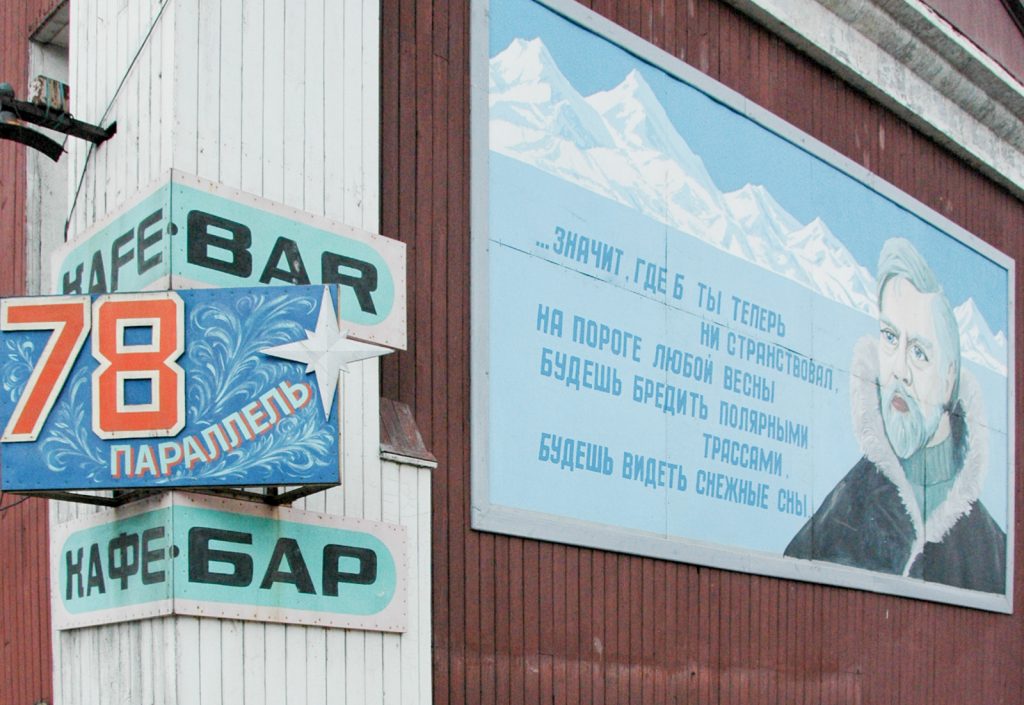 KAFE·BAR
78
ПАРАЛЛЕЛЬ
КАФЕ·БАР
...ЗНАЧИТ, ГДЕ Б ТЫ ТЕПЕРЬ
НИ СТРАНСТВОВАЛ,
НА ПОРОГЕ ЛЮБОЙ ВЕСНЫ
БУДЕШЬ БРЕДИТЬ ПОЛЯРНЫМИ
ТРАССАМИ,
БУДЕШЬ ВИДЕТЬ СНЕЖНЫЕ СНЫ.